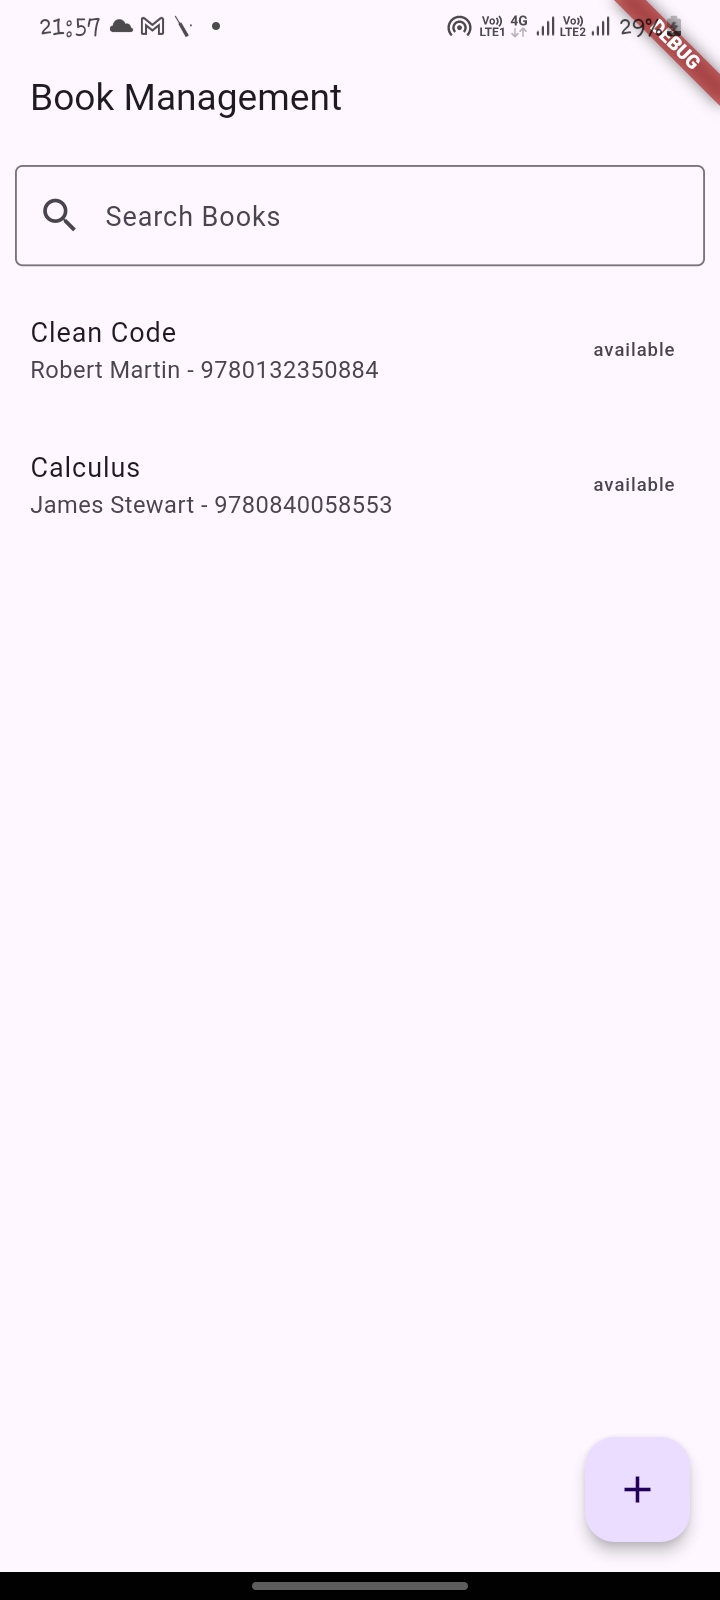 21:57 Vo)) LTE1 4G Vo)) LTE2 29%
DEBUG
Book Management
Search Books
Clean Code
Robert Martin - 9780132350884
available
Calculus
James Stewart - 9780840058553
available